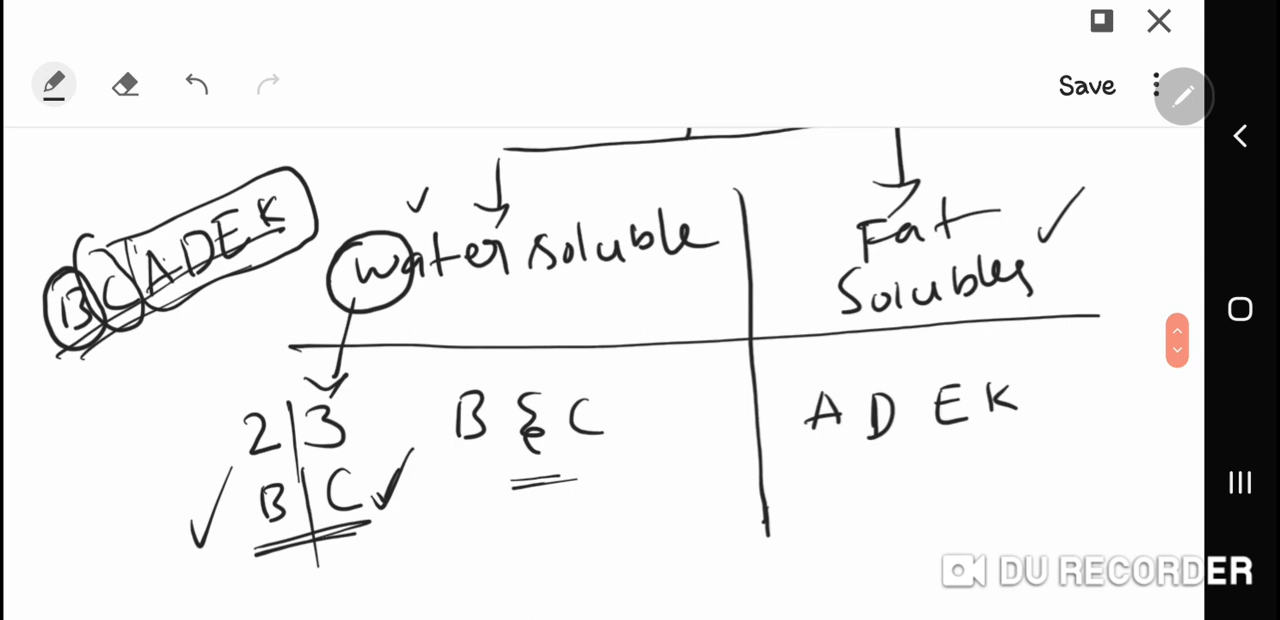 Save
BCADEK
Water soluble
Fat
Solubles
2|3
B & C
A D E K
B|C
DU RECORDER